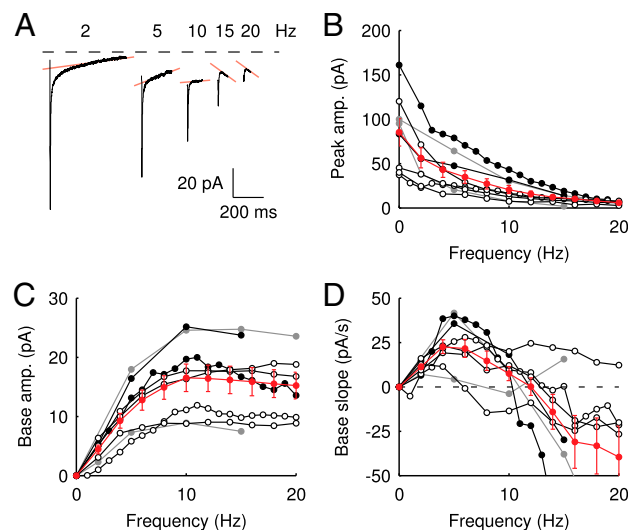 A
2 5 10 15 20 Hz
20 pA
200 ms
B
Peak amp. (pA)
200
150
100
50
0
0 10 20
Frequency (Hz)
C
Base amp. (pA)
30
20
10
0
0 10 20
Frequency (Hz)
D
Base slope (pA/s)
50
25
0
-25
-50
0 10 20
Frequency (Hz)